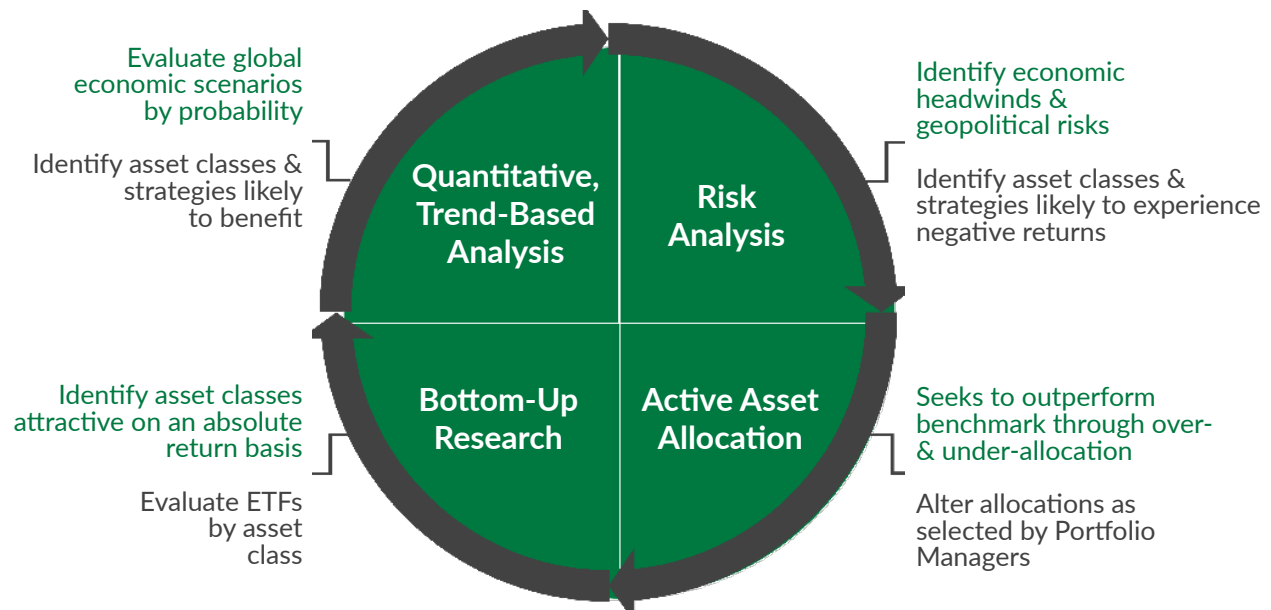 Evaluate global
economic scenarios
by probability
Identify asset classes &
strategies likely
to benefit
Quantitative,
Trend-Based
Analysis
Risk
Analysis
Identify economic
headwinds &
geopolitical risks
Identify asset classes &
strategies likely to experience
negative returns
Identify asset classes
attractive on an absolute
return basis
Evaluate ETFs
by asset
class
Bottom-Up
Research
Active Asset
Allocation
Seeks to outperform
benchmark through over-
& under-allocation
Alter allocations as
selected by Portfolio
Managers